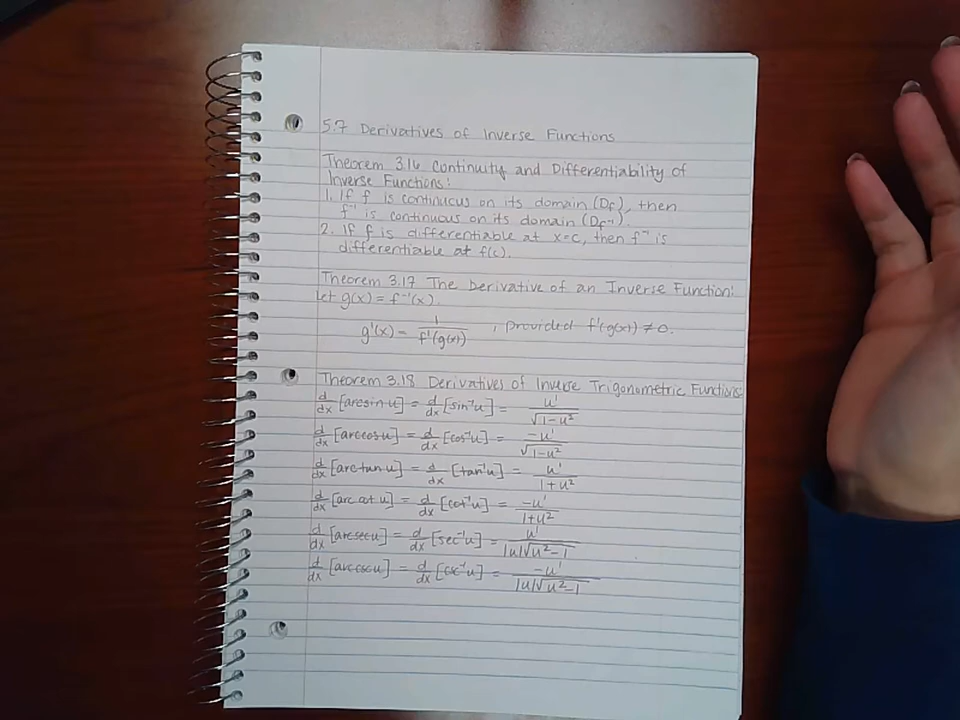 5.7 Derivatives of Inverse Functions
Theorem 3.16 Continuity and Differentiability of
Inverse Functions:
1. If f is continuous on its domain (Df), then
f⁻¹ is continuous on its domain (Df⁻¹).
2. If f is differentiable at x=c, then f⁻¹ is
differentiable at f(c).
Theorem 3.17 The Derivative of an Inverse Function:
Let g(x) = f⁻¹(x).
g'(x) = 1/f'(g(x)), provided f'(g(x)) ≠ 0.
Theorem 3.18 Derivatives of Inverse Trigonometric Functions
d/dx [arcsin u] = d/dx [sin⁻¹u] = u'/√(1-u²)
d/dx [arccos u] = d/dx [cos⁻¹u] = -u'/√(1-u²)
d/dx [arctan u] = d/dx [tan⁻¹u] = u'/(1+u²)
d/dx [arc cot u] = d/dx [cot⁻¹u] = -u'/(1+u²)
d/dx [arcsec u] = d/dx [sec⁻¹u] = u'/(|u|√(u²-1))
d/dx [arccsc u] = d/dx [csc⁻¹u] = -u'/(|u|√(u²-1))